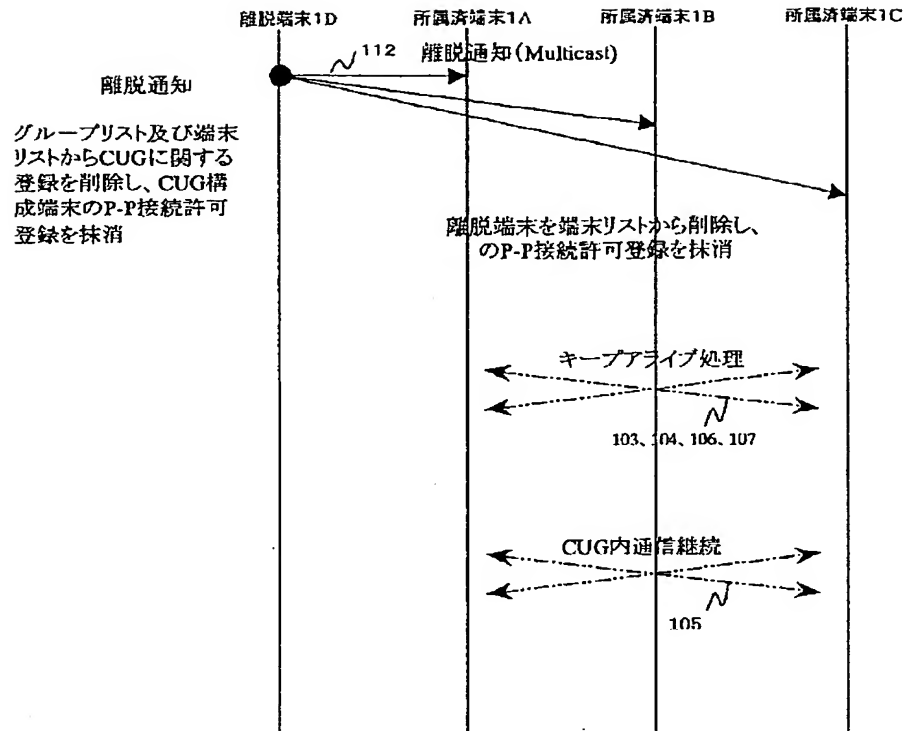 離脱端末1D
所属済端末1A
所属済端末1B
所属済端末1C
112
離脱通知(Multicast)
離脱通知
グループリスト及び端末
リストからCUGに関する
登録を削除し、CUG構
成端末のP-P接続許可
登録を抹消
離脱端末を端末リストから削除し、
のP-P接続許可登録を抹消
キープアライブ処理
103、104、106、107
CUG内通信継続
105